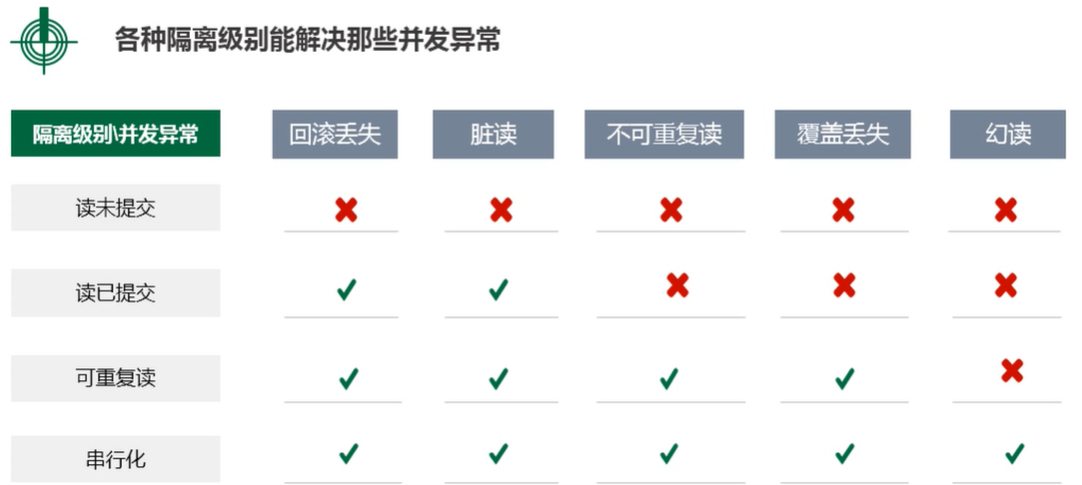 各种隔离级别能解决那些并发异常
隔离级别\并发异常 回滚丢失 脏读 不可重复读 覆盖丢失 幻读
读未提交 ✘ ✘ ✘ ✘ ✘
读已提交 ✓ ✓ ✘ ✘ ✘
可重复读 ✓ ✓ ✓ ✓ ✘
串行化 ✓ ✓ ✓ ✓ ✓